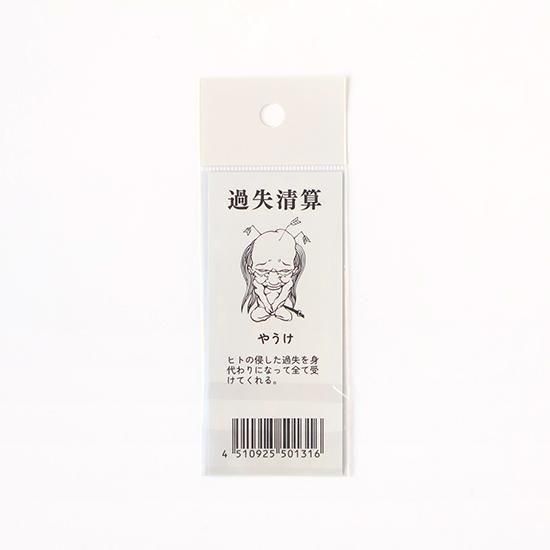 過失清算
やうけ
ヒトの侵した過失を身
代わりになって全て受
けてくれる。
4 510925 501316